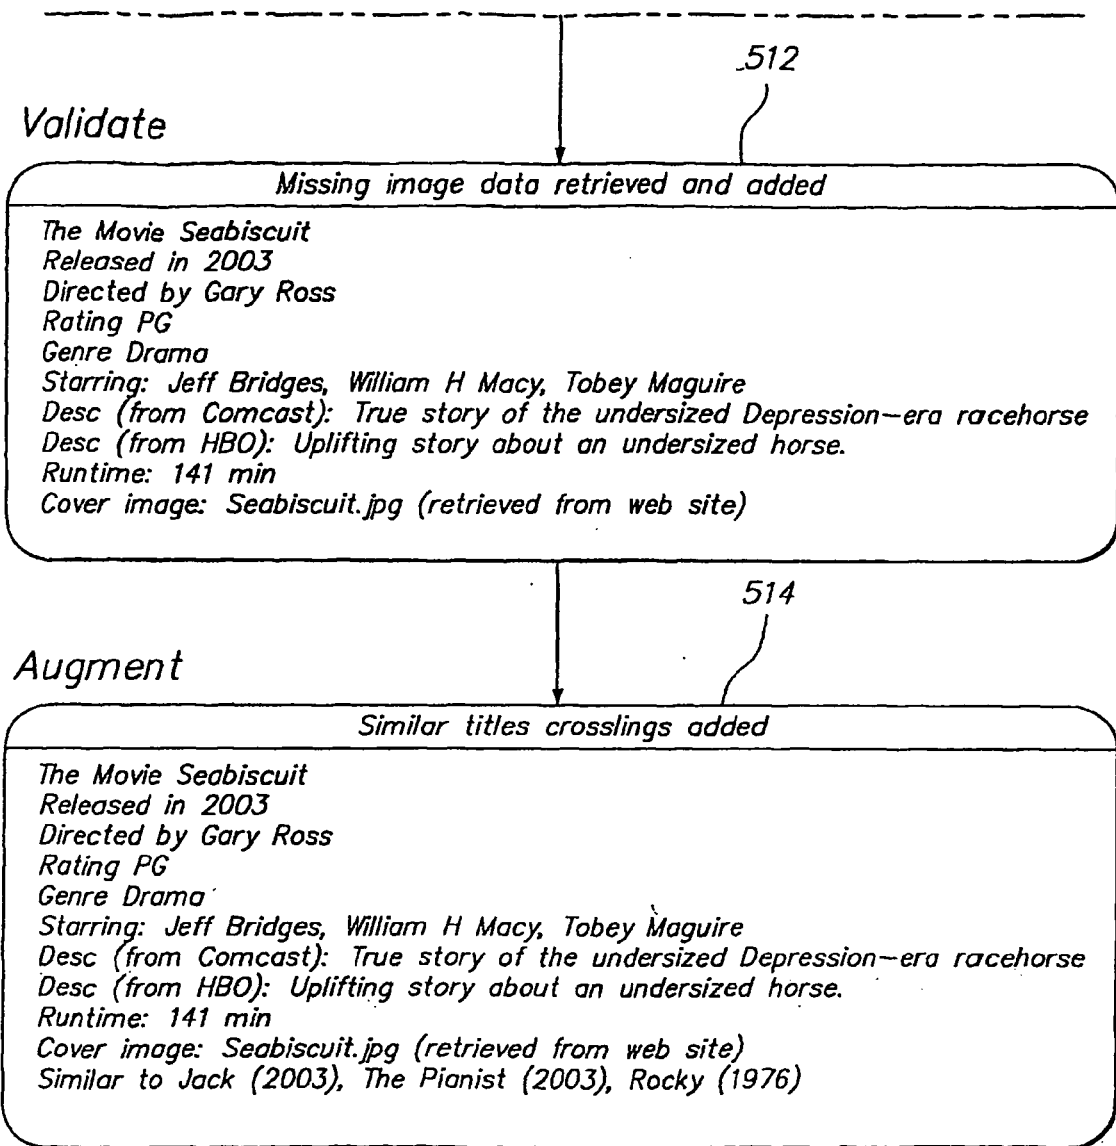 512
Validate
Missing image data retrieved and added
The Movie Seabiscuit
Released in 2003
Directed by Gary Ross
Rating PG
Genre Drama
Starring: Jeff Bridges, William H Macy, Tobey Maguire
Desc (from Comcast): True story of the undersized Depression-era racehorse
Desc (from HBO): Uplifting story about an undersized horse.
Runtime: 141 min
Cover image: Seabiscuit.jpg (retrieved from web site)
514
Augment
Similar titles crosslings added
The Movie Seabiscuit
Released in 2003
Directed by Gary Ross
Rating PG
Genre Drama
Starring: Jeff Bridges, William H Macy, Tobey Maguire
Desc (from Comcast): True story of the undersized Depression-era racehorse
Desc (from HBO): Uplifting story about an undersized horse.
Runtime: 141 min
Cover image: Seabiscuit.jpg (retrieved from web site)
Similar to Jack (2003), The Pianist (2003), Rocky (1976)